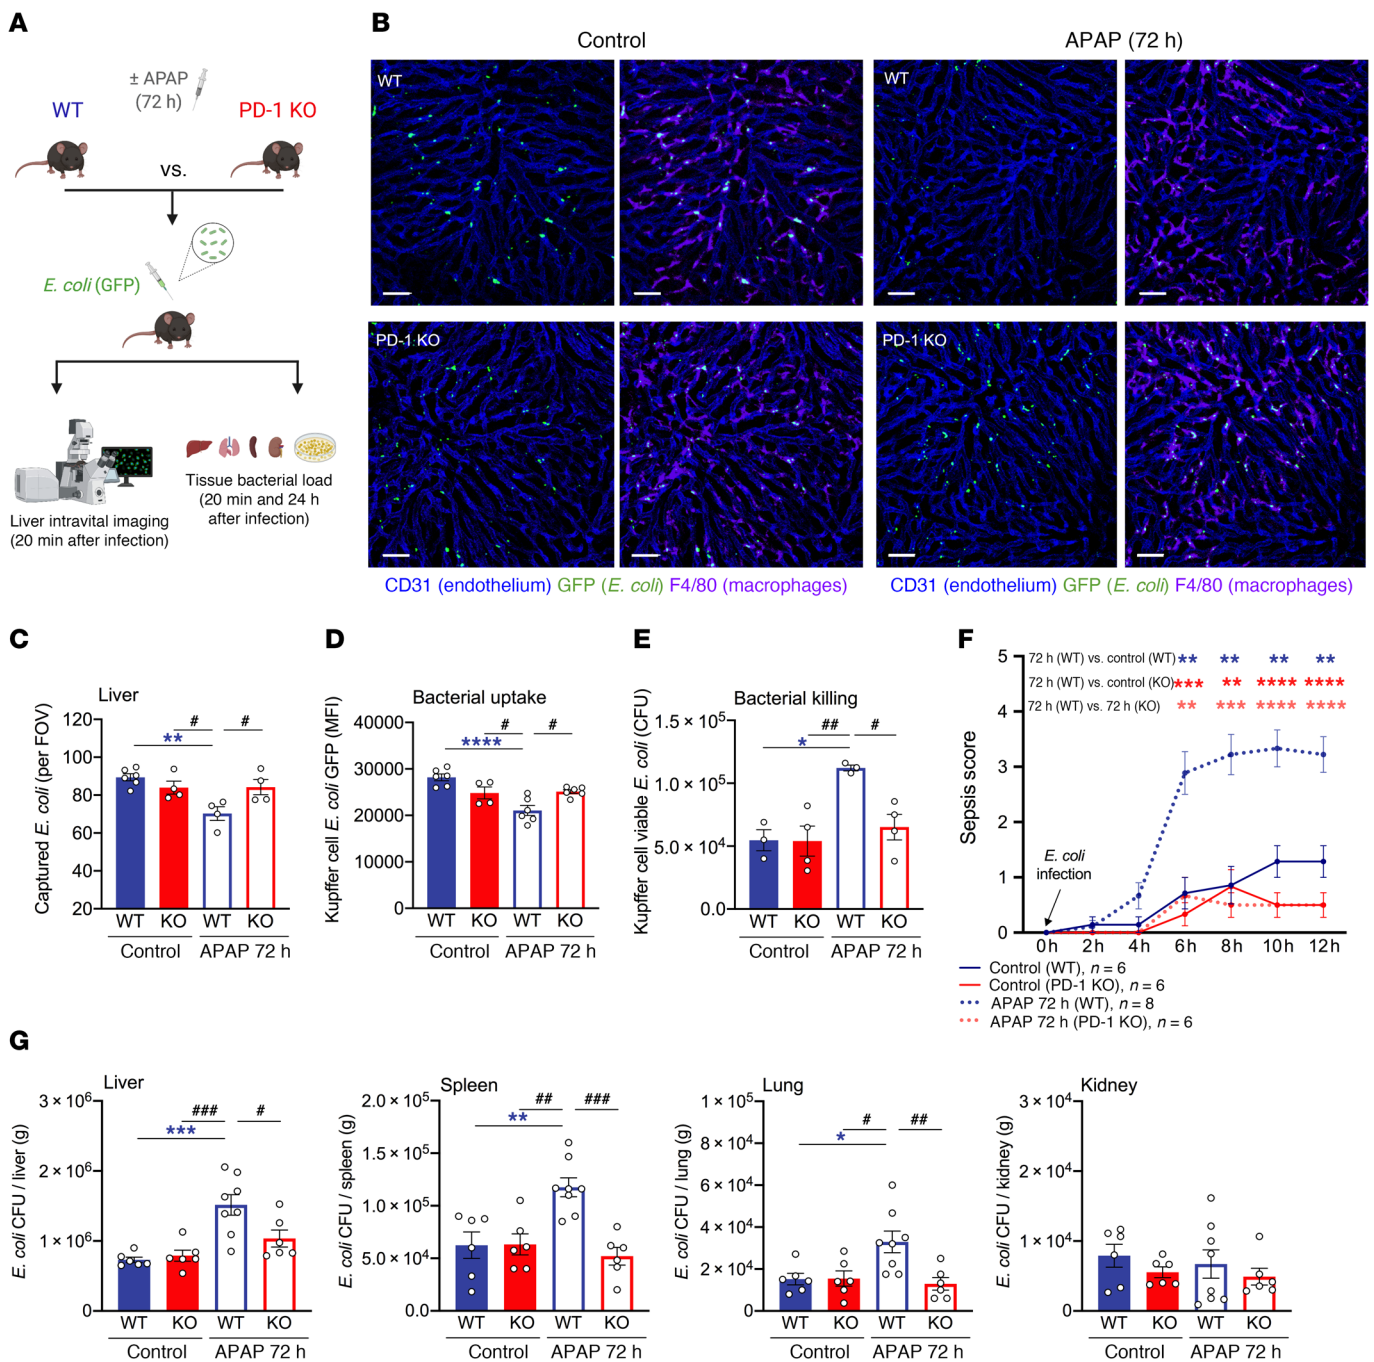 A
± APAP
(72 h)
WT
PD-1 KO
vs.
E. coli (GFP)
Liver intravital imaging
(20 min after infection)
Tissue bacterial load
(20 min and 24 h
after infection)
B
Control
APAP (72 h)
WT
WT
PD-1 KO
PD-1 KO
CD31 (endothelium) GFP (E. coli) F4/80 (macrophages)
CD31 (endothelium) GFP (E. coli) F4/80 (macrophages)
C
Liver
Captured E. coli (per FOV)
120
100
80
60
40
20
#
#
**
WT KO WT KO
Control APAP 72 h
D
Bacterial uptake
Kupffer cell E. coli GFP (MFI)
40000
30000
20000
10000
0
#
#
****
WT KO WT KO
Control APAP 72 h
E
Bacterial killing
Kupffer cell viable E. coli (CFU)
1.5 × 10⁵
1.0 × 10⁵
5.0 × 10⁴
0.0
##
#
*
WT KO WT KO
Control APAP 72 h
F
Sepsis score
5
4
3
2
1
0
72 h (WT) vs. control (WT) ** ** ** **
72 h (WT) vs. control (KO) *** ** **** ****
72 h (WT) vs. 72 h (KO) ** *** **** ****
E. coli
infection
0h 2h 4h 6h 8h 10h 12h
Control (WT), n = 6
Control (PD-1 KO), n = 6
APAP 72 h (WT), n = 8
APAP 72 h (PD-1 KO), n = 6
G
Liver
E. coli CFU / liver (g)
3 × 10⁶
2 × 10⁶
1 × 10⁶
0
###
#
***
WT KO WT KO
Control APAP 72 h
Spleen
E. coli CFU / spleen (g)
2.0 × 10⁵
1.5 × 10⁵
1.0 × 10⁵
5.0 × 10⁴
0.0
##
###
**
WT KO WT KO
Control APAP 72 h
Lung
E. coli CFU / lung (g)
1 × 10⁵
8 × 10⁴
6 × 10⁴
4 × 10⁴
2 × 10⁴
0
#
##
*
WT KO WT KO
Control APAP 72 h
Kidney
E. coli CFU / kidney (g)
3 × 10⁴
2 × 10⁴
1 × 10⁴
0
WT KO WT KO
Control APAP 72 h